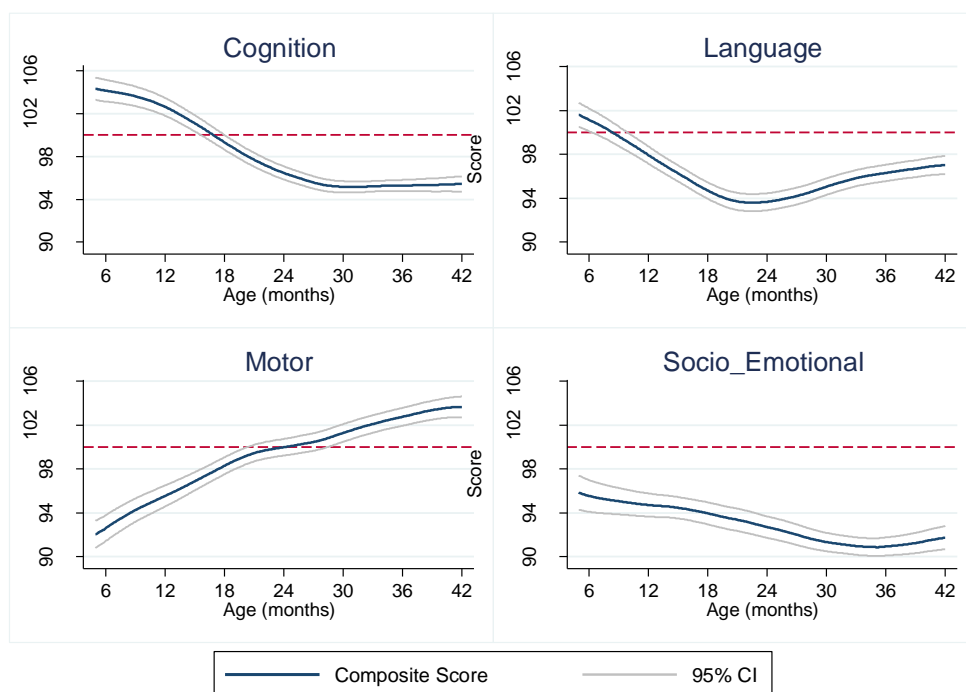 Cognition
106
102
98
94
90
6 12 18 24 30 36 42
Age (months)
Language
Score
106
102
98
94
90
6 12 18 24 30 36 42
Age (months)
Motor
106
102
98
94
90
6 12 18 24 30 36 42
Age (months)
Socio_Emotional
Score
106
102
98
94
90
6 12 18 24 30 36 42
Age (months)
Composite Score 95% CI